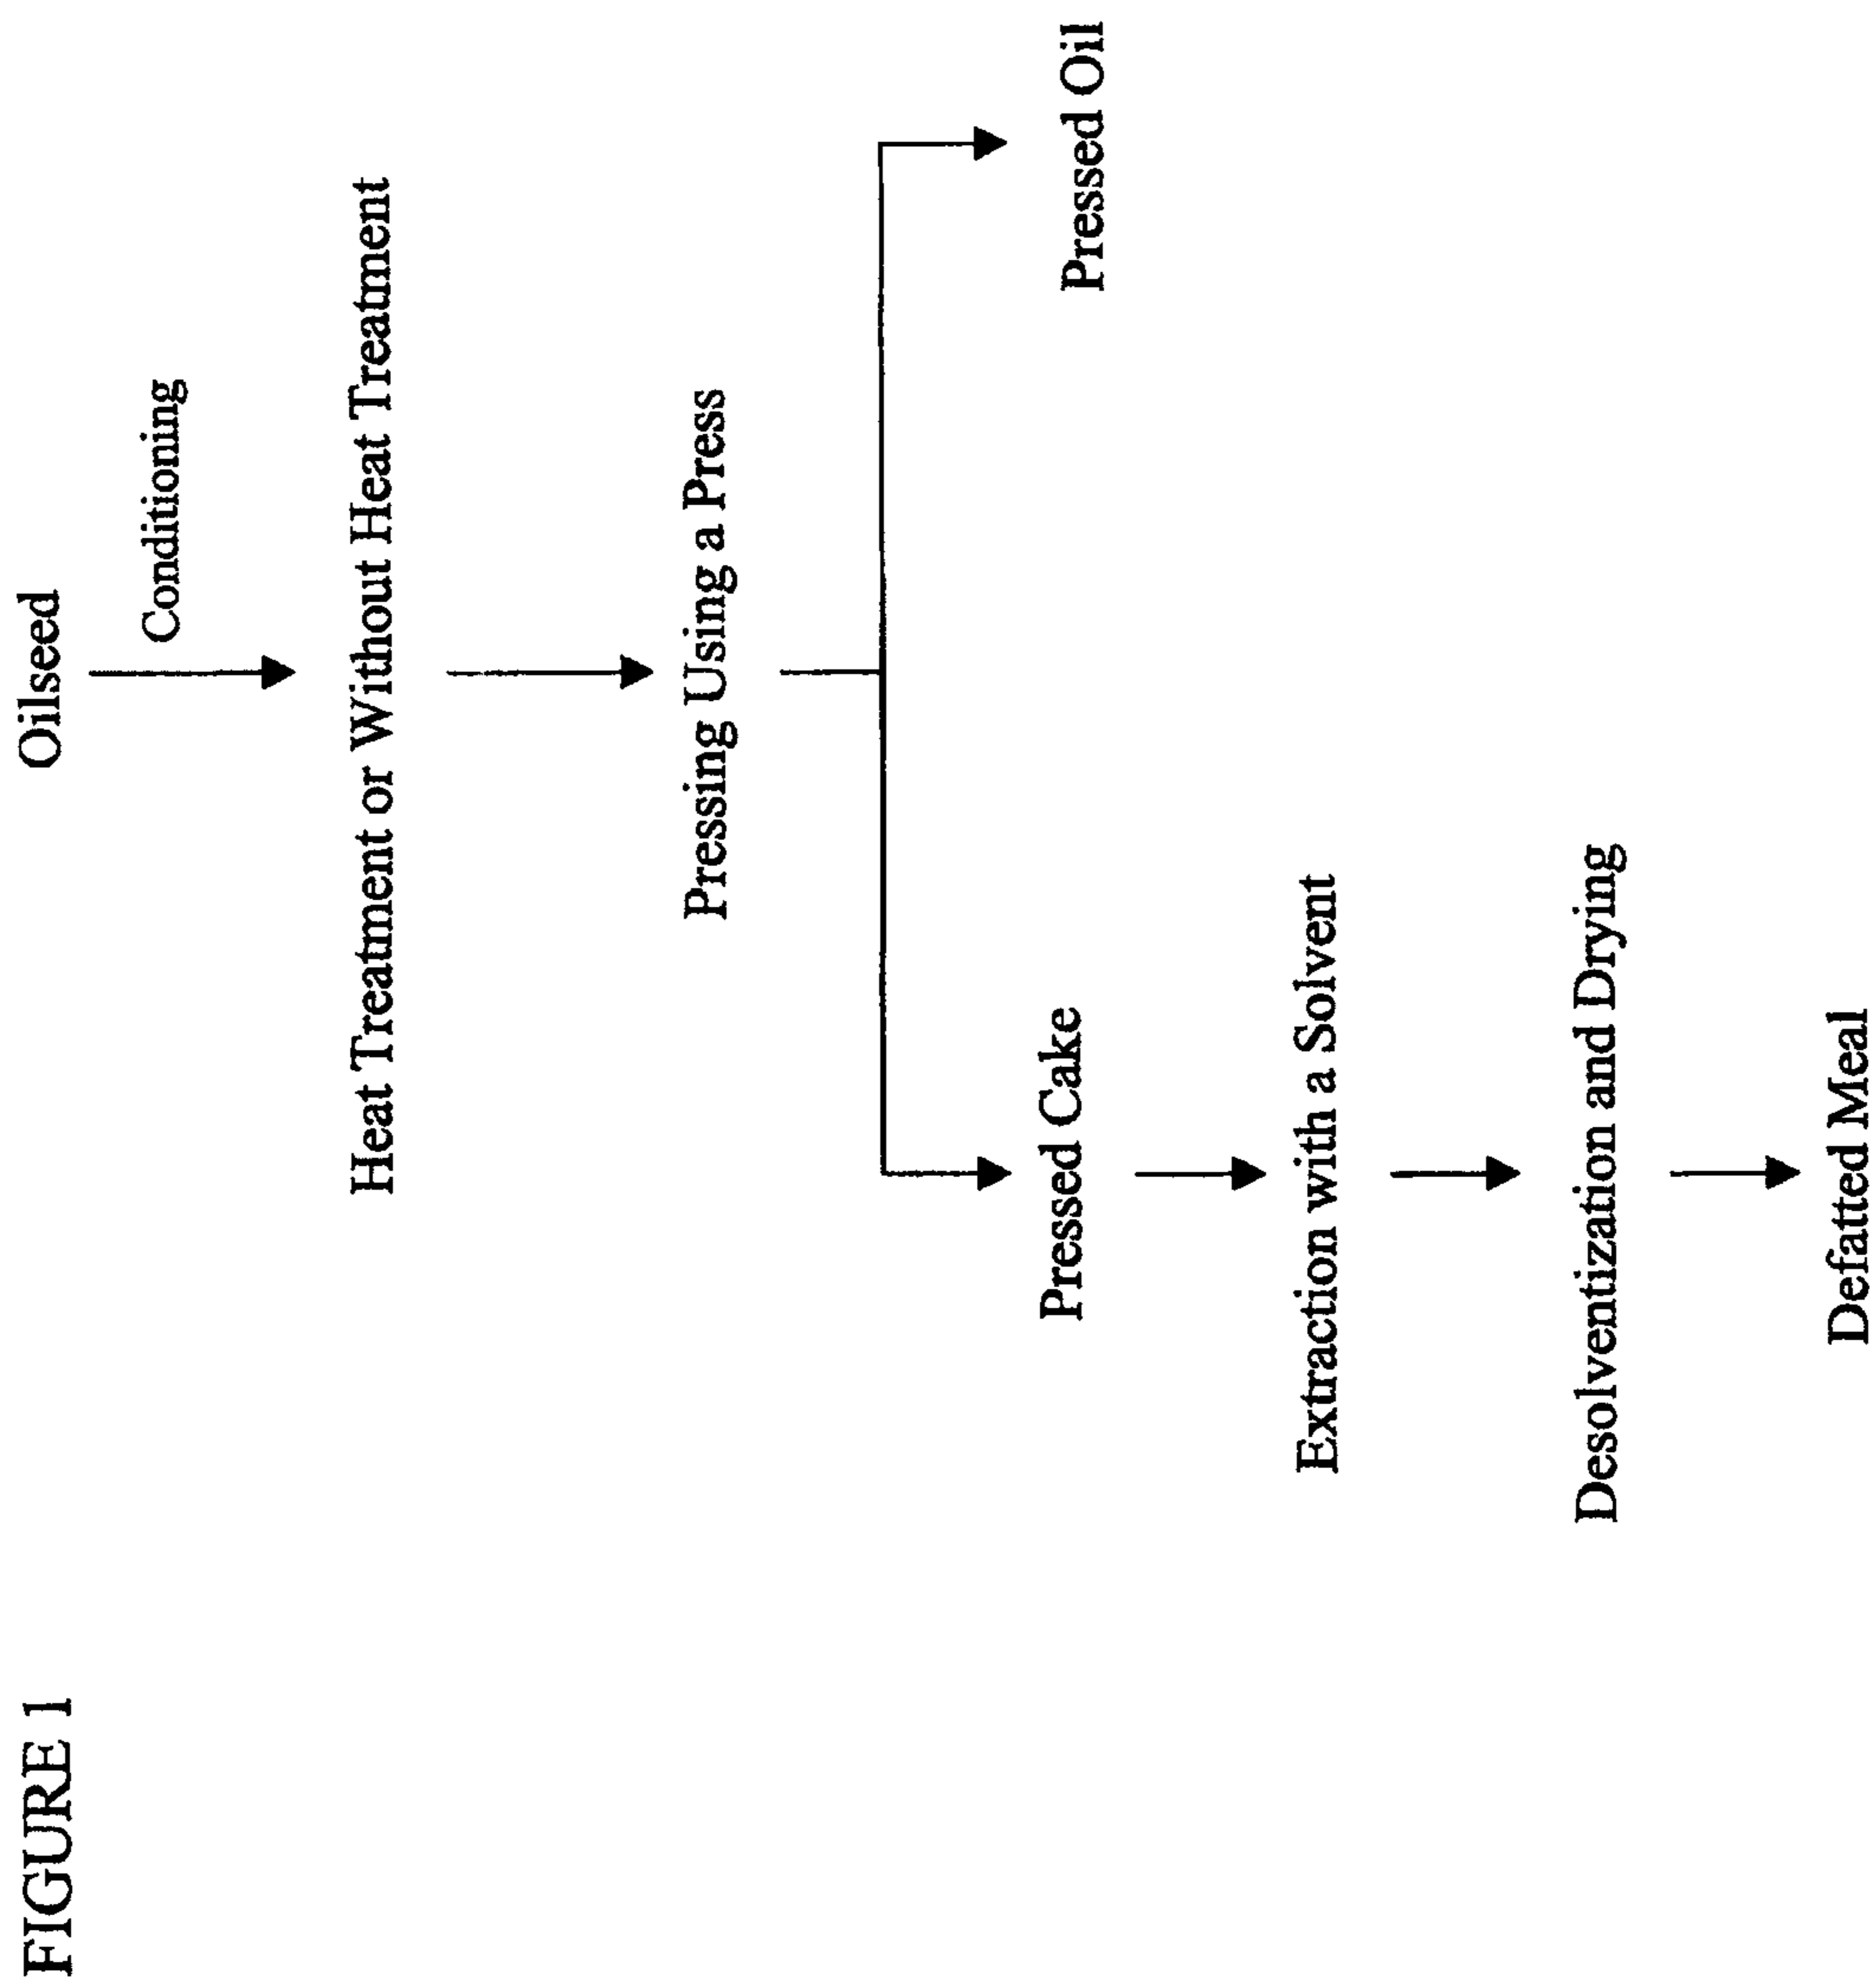 FIGURE 1
Oilseed
Conditioning
Heat Treatment or Without Heat Treatment
Pressing Using a Press
Pressed Cake
Pressed Oil
Extraction with a Solvent
Desolventization and Drying
Defatted Meal